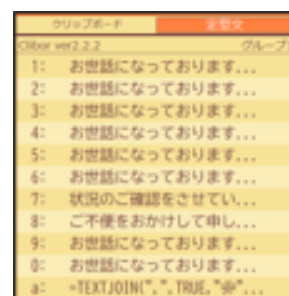 クリップボード 定型文
Clibor ver2.2.2 グループ
1: お世話になっております...
2: お世話になっております...
3: お世話になっております...
4: お世話になっております...
5: お世話になっております...
6: お世話になっております...
7: 状況のご確認をさせてい...
8: ご不便をおかけして申し...
9: お世話になっております...
0: お世話になっております...
a: =TEXTJOIN(", ", TRUE, "@"...